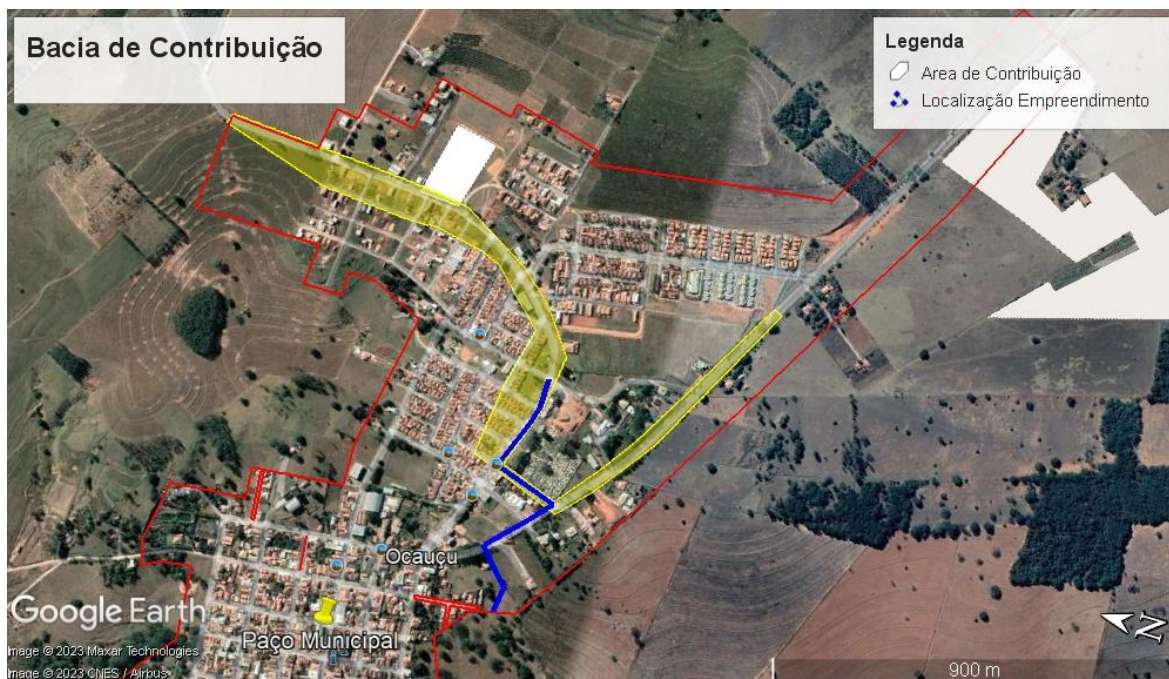 Bacia de Contribuição
Legenda
Area de Contribuição
Localização Empreendimento
Ocauçu
Google Earth
Paço Municipal
Image © 2023 Maxar Technologies
Image © 2023 CNES / Airbus
N
900 m